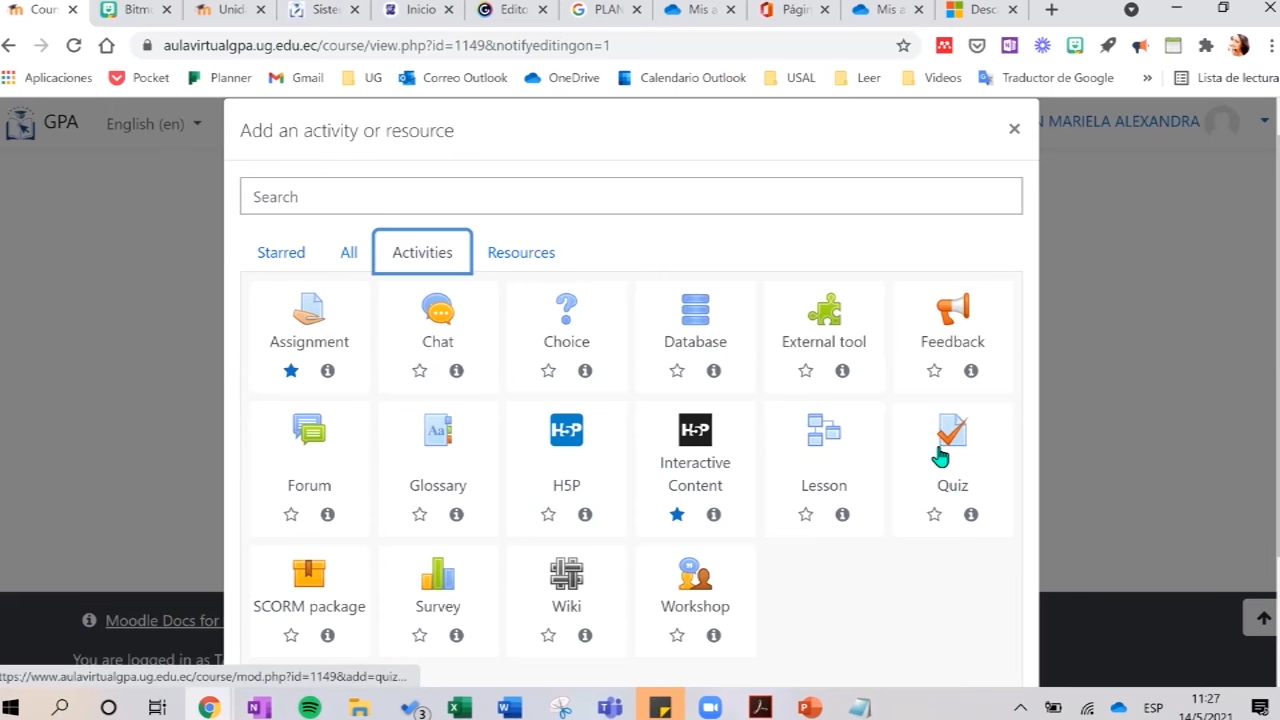 Cour
Bitm
Unid
Siste
Inicio
Edito
PLAN
Mis a
Págin
Mis a
Desc
aulavirtualgpa.ug.edu.ec/course/view.php?id=1149&notifyeditingon=1
Aplicaciones
Pocket
Planner
Gmail
UG
Correo Outlook
OneDrive
Calendario Outlook
USAL
Leer
Videos
Traductor de Google
»
Lista de lectura
GPA
English (en)
MARIELA ALEXANDRA
Add an activity or resource
Search
Starred All Activities Resources
Assignment Chat Choice Database External tool Feedback
Aa
H5P
H5P
Interactive
Forum Glossary H5P Content Lesson Quiz
SCORM package Survey Wiki Workshop
Moodle Docs for
You are logged in as
ttps://www.aulavirtualgpa.ug.edu.ec/course/mod.php?id=1149&add=quiz...
3
ESP
11:27
14/5/2021